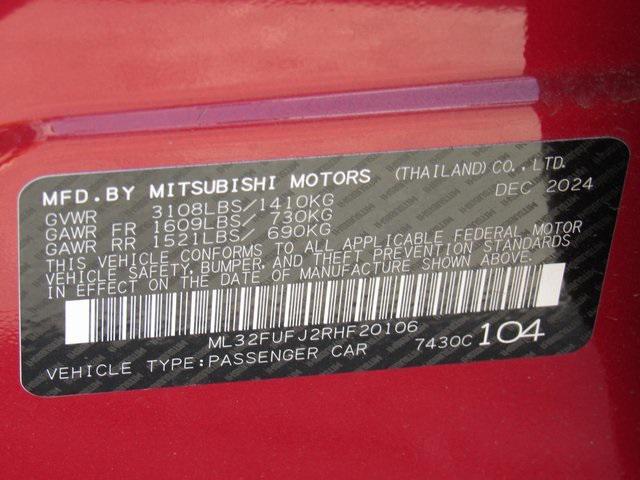 MFD.BY MITSUBISHI MOTORS (THAILAND)CO.,LTD.
DEC 2024
GVWR 3108LBS/1410KG
GAWR FR 1609LBS/ 730KG
GAWR RR 1521LBS/ 690KG
THIS VEHICLE CONFORMS TO ALL APPLICABLE FEDERAL MOTOR
VEHICLE SAFETY, BUMPER, AND THEFT PREVENTION STANDARDS
IN EFFECT ON THE DATE OF MANUFACTURE SHOWN ABOVE.
ML32FUFJ2RHF20106
VEHICLE TYPE:PASSENGER CAR 7430C 104